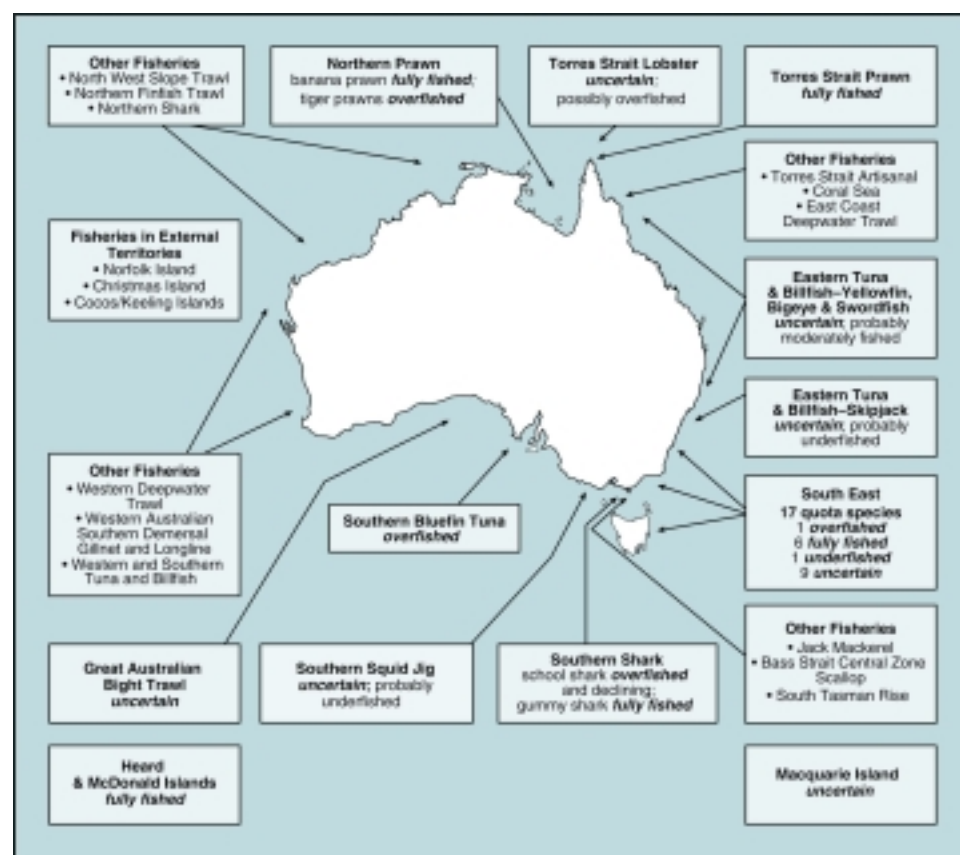 Other Fisheries
• North West Slope Trawl
• Northern Finfish Trawl
• Northern Shark
Northern Prawn
banana prawn fully fished;
tiger prawns overfished
Torres Strait Lobster
uncertain;
possibly overfished
Torres Strait Prawn
fully fished
Other Fisheries
• Torres Strait Artisanal
• Coral Sea
• East Coast
Deepwater Trawl
Fisheries in External
Territories
• Norfolk Island
• Christmas Island
• Cocos/Keeling Islands
Eastern Tuna
& Billfish–Yellowfin,
Bigeye & Swordfish
uncertain; probably
moderately fished
Eastern Tuna
& Billfish–Skipjack
uncertain; probably
underfished
Other Fisheries
• Western Deepwater
Trawl
• Western Australian
Southern Demersal
Gillnet and Longline
• Western and Southern
Tuna and Billfish
Southern Bluefin Tuna
overfished
South East
17 quota species
1 overfished
6 fully fished
1 underfished
9 uncertain
Great Australian
Bight Trawl
uncertain
Southern Squid Jig
uncertain; probably
underfished
Southern Shark
school shark overfished
and declining;
gummy shark fully fished
Other Fisheries
• Jack Mackerel
• Bass Strait Central Zone
Scallop
• South Tasman Rise
Heard
& McDonald Islands
fully fished
Macquarie Island
uncertain